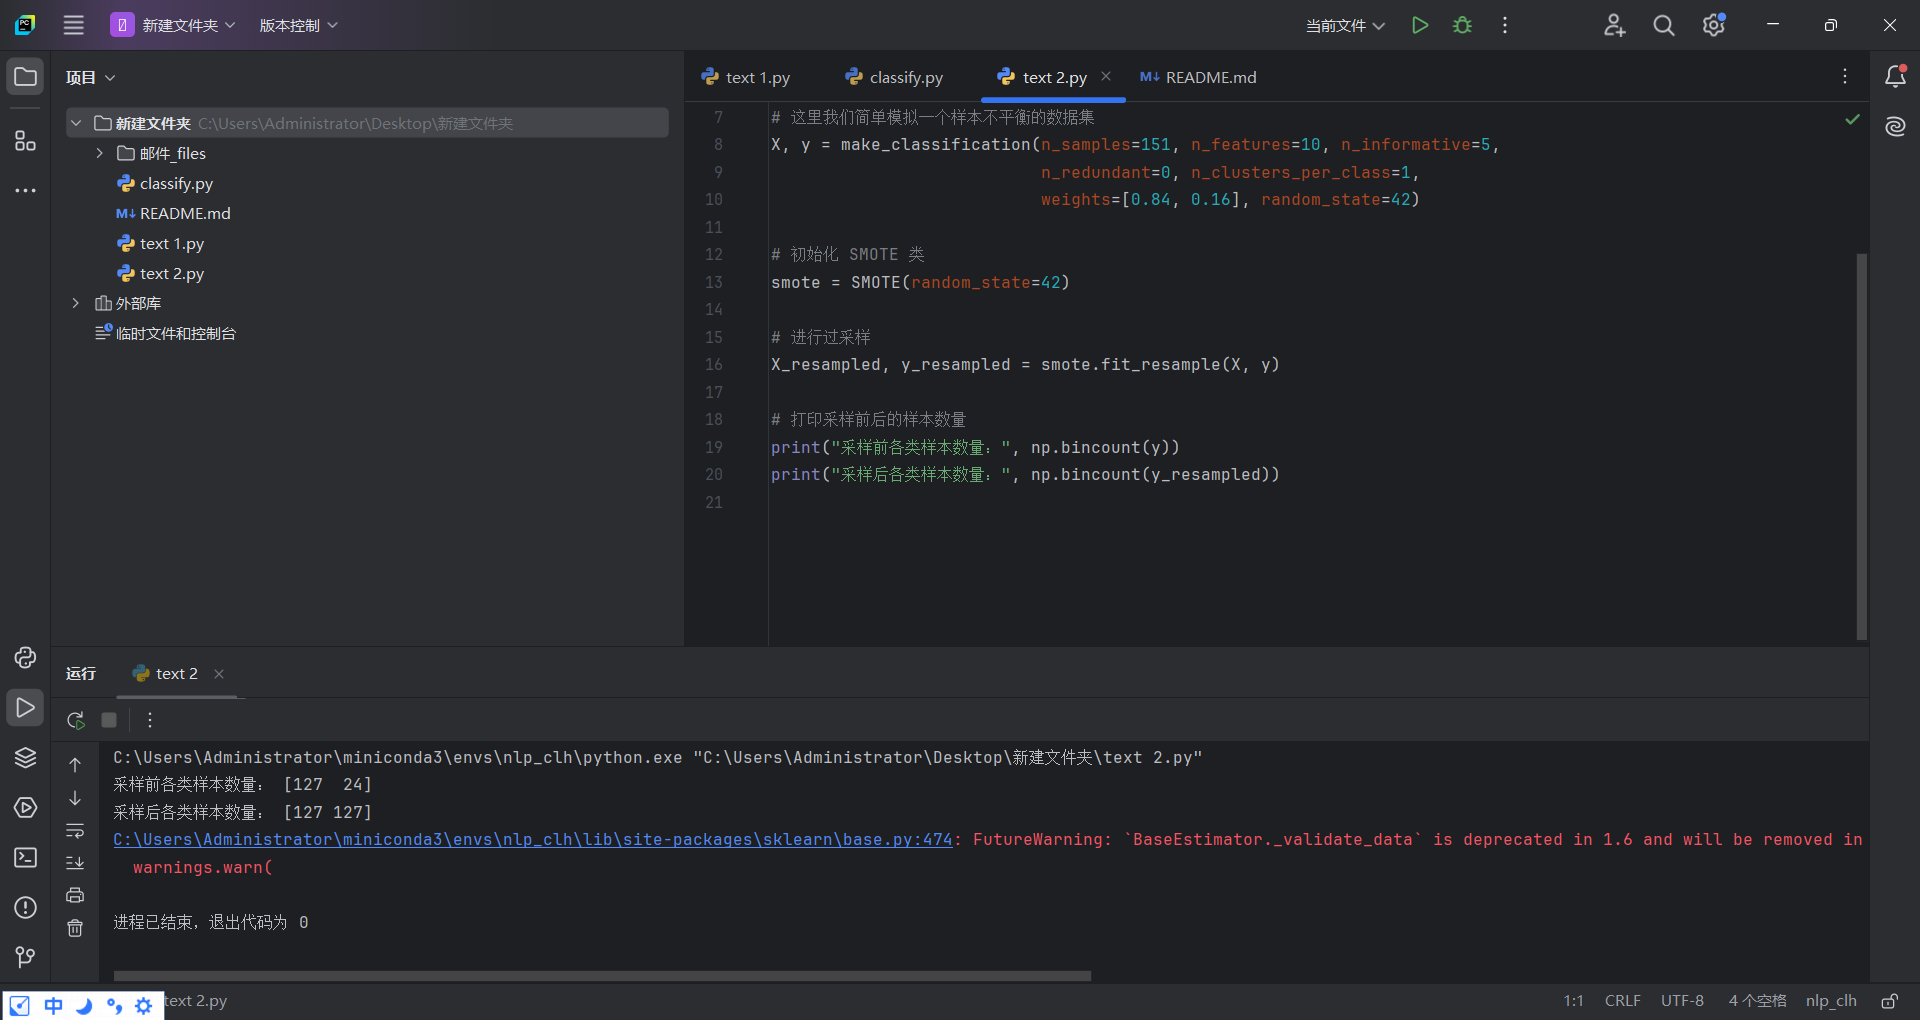 新建文件夹 版本控制 当前文件
项目
新建文件夹 C:\Users\Administrator\Desktop\新建文件夹
邮件_files
classify.py
README.md
text 1.py
text 2.py
外部库
临时文件和控制台
text 1.py classify.py text 2.py README.md
7 # 这里我们简单模拟一个样本不平衡的数据集
8 X, y = make_classification(n_samples=151, n_features=10, n_informative=5,
9 n_redundant=0, n_clusters_per_class=1,
10 weights=[0.84, 0.16], random_state=42)
11
12 # 初始化 SMOTE 类
13 smote = SMOTE(random_state=42)
14
15 # 进行过采样
16 X_resampled, y_resampled = smote.fit_resample(X, y)
17
18 # 打印采样前后的样本数量
19 print("采样前各类样本数量：", np.bincount(y))
20 print("采样后各类样本数量：", np.bincount(y_resampled))
21
运行 text 2
C:\Users\Administrator\miniconda3\envs\nlp_clh\python.exe "C:\Users\Administrator\Desktop\新建文件夹\text 2.py"
采样前各类样本数量： [127  24]
采样后各类样本数量： [127 127]
C:\Users\Administrator\miniconda3\envs\nlp_clh\lib\site-packages\sklearn\base.py:474: FutureWarning: `BaseEstimator._validate_data` is deprecated in 1.6 and will be removed in
warnings.warn(
进程已结束，退出代码为 0
中 text 2.py 1:1 CRLF UTF-8 4 个空格 nlp_clh